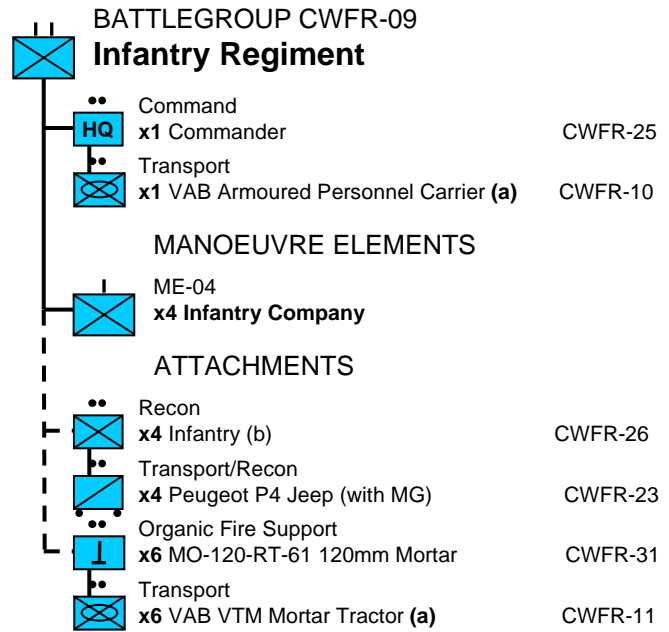 BATTLEGROUP CWFR-09
Infantry Regiment
Command
HQ x1 Commander CWFR-25
Transport
x1 VAB Armoured Personnel Carrier (a) CWFR-10
MANOEUVRE ELEMENTS
ME-04
x4 Infantry Company
ATTACHMENTS
Recon
x4 Infantry (b) CWFR-26
Transport/Recon
x4 Peugeot P4 Jeep (with MG) CWFR-23
Organic Fire Support
x6 MO-120-RT-61 120mm Mortar CWFR-31
Transport
x6 VAB VTM Mortar Tractor (a) CWFR-11